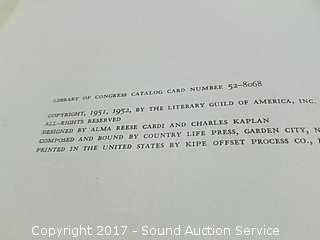 LIBRARY OF CONGRESS CATALOG CARD NUMBER 52-8068
COPYRIGHT, 1951, 1952, BY THE LITERARY GUILD OF AMERICA, INC.
ALL RIGHTS RESERVED
DESIGNED BY ALMA REESE CARDI AND CHARLES KAPLAN
COMPOSED AND BOUND BY COUNTRY LIFE PRESS, GARDEN CITY, N
PRINTED IN THE UNITED STATES BY KIPE OFFSET PROCESS CO.,
Copyright 2017 - Sound Auction Service